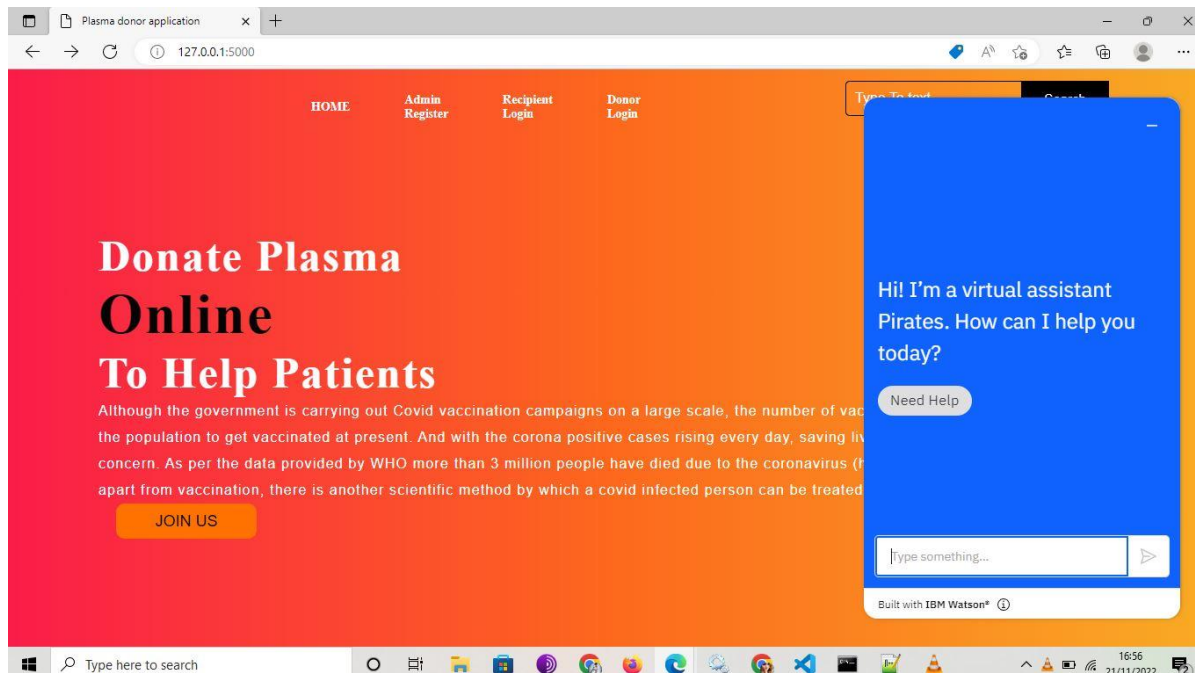 Plasma donor application
127.0.0.1:5000
HOME
Admin
Register
Recipient
Login
Donor
Login
Type To text
Search
Donate Plasma
Online
To Help Patients
Although the government is carrying out Covid vaccination campaigns on a large scale, the number of vac
the population to get vaccinated at present. And with the corona positive cases rising every day, saving liv
concern. As per the data provided by WHO more than 3 million people have died due to the coronavirus (h
apart from vaccination, there is another scientific method by which a covid infected person can be treated
JOIN US
Hi! I'm a virtual assistant
Pirates. How can I help you
today?
Need Help
Type something...
Built with IBM Watson®
Type here to search
16:56
21/11/2022